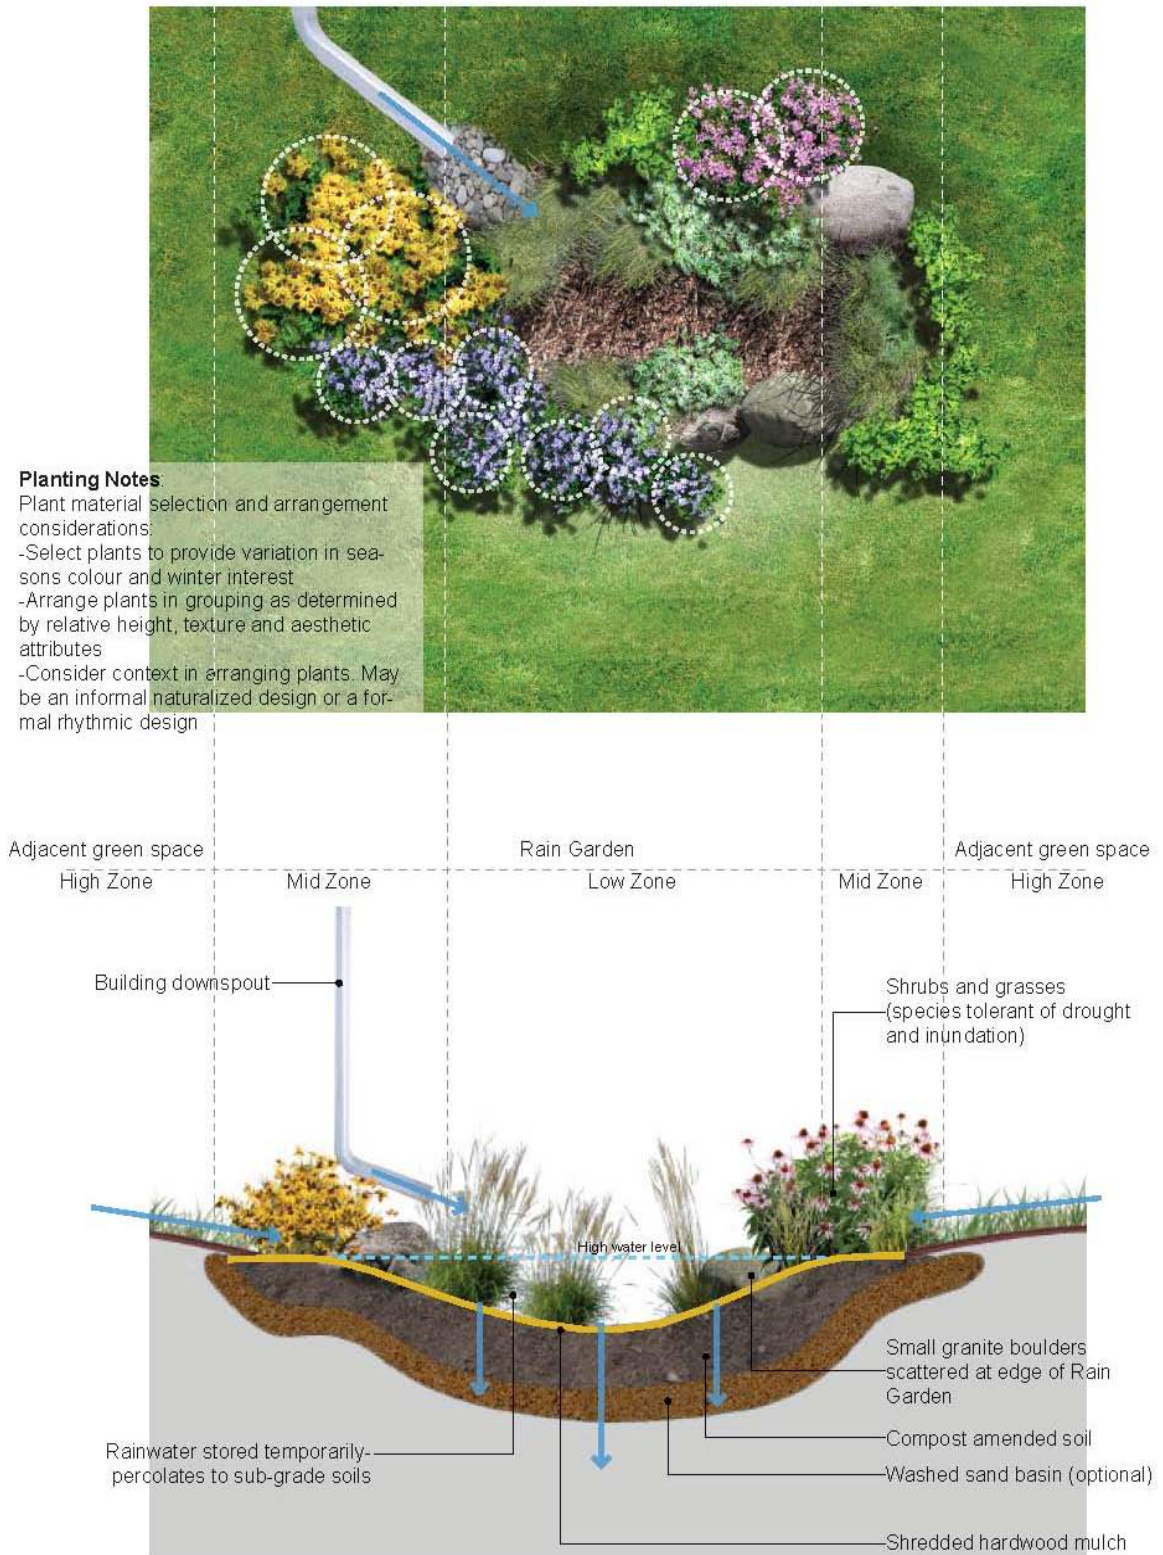 Planting Notes:
Plant material selection and arrangement
considerations:
-Select plants to provide variation in sea-
sons colour and winter interest
-Arrange plants in grouping as determined
by relative height, texture and aesthetic
attributes
-Consider context in arranging plants. May
be an informal naturalized design or a for-
mal rhythmic design
Adjacent green space
Rain Garden
Adjacent green space
High Zone
Mid Zone
Low Zone
Mid Zone
High Zone
Building downspout
Shrubs and grasses
(species tolerant of drought
and inundation)
High water level
Small granite boulders
scattered at edge of Rain
Garden
Compost amended soil
Rainwater stored temporarily-
percolates to sub-grade soils
Washed sand basin (optional)
Shredded hardwood mulch